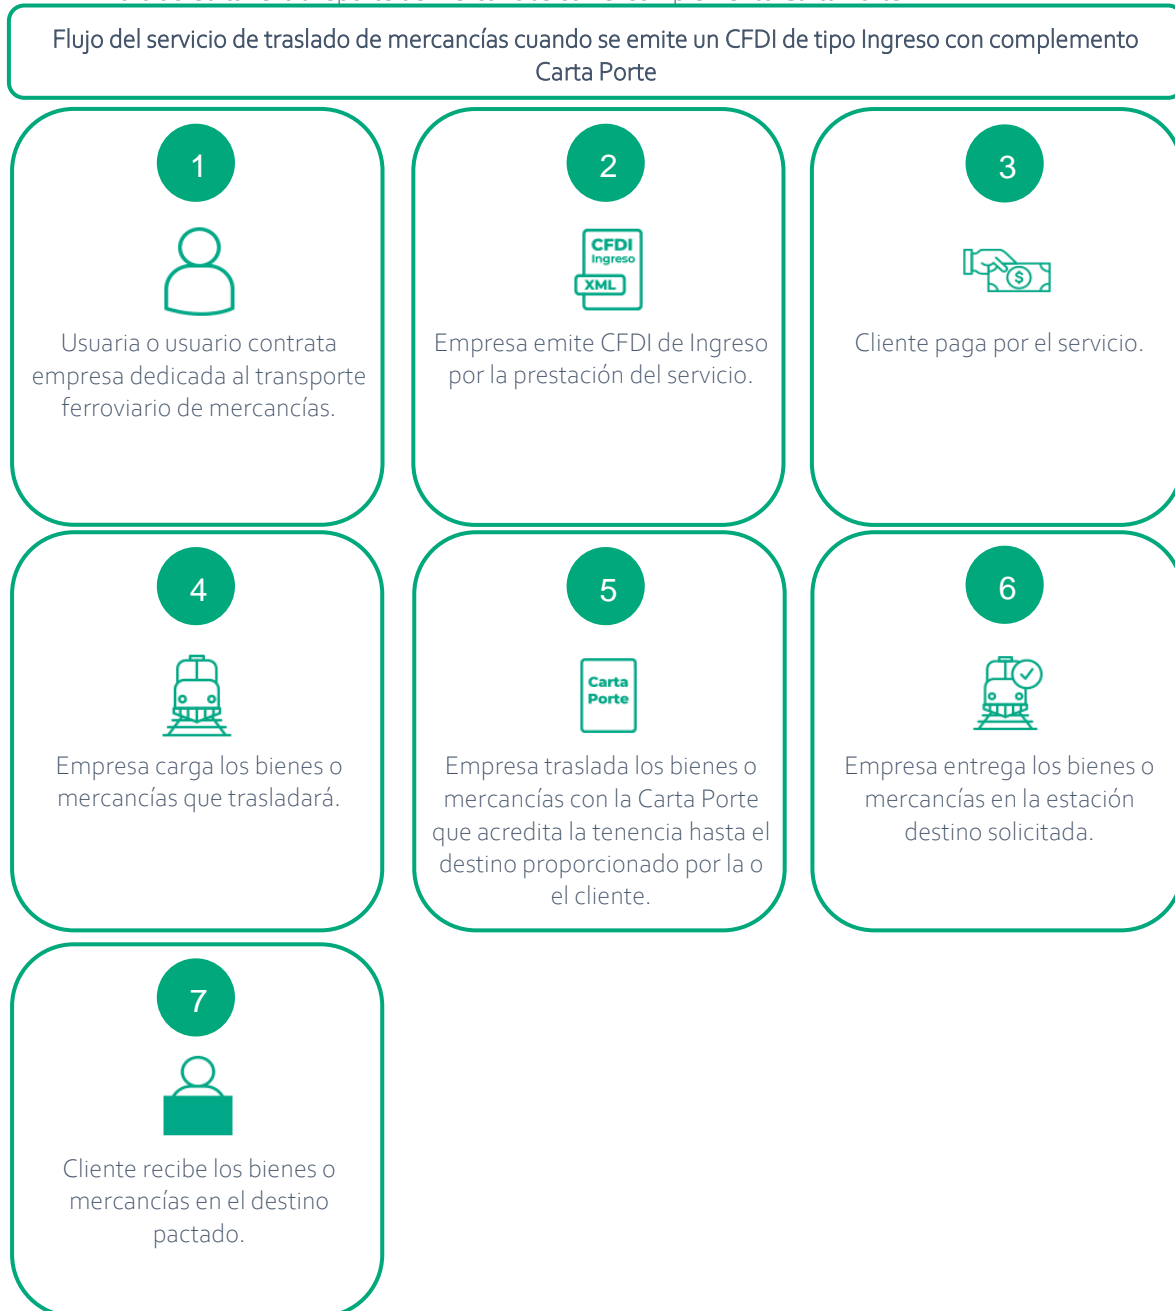 Flujo del servicio de traslado de mercancías cuando se emite un CFDI de tipo Ingreso con complemento
Carta Porte
1
Usuaria o usuario contrata
empresa dedicada al transporte
ferroviario de mercancías.
2
CFDI
Ingreso
XML
Empresa emite CFDI de Ingreso
por la prestación del servicio.
3
$
Cliente paga por el servicio.
4
Empresa carga los bienes o
mercancías que trasladará.
5
Carta
Porte
Empresa traslada los bienes o
mercancías con la Carta Porte
que acredita la tenencia hasta el
destino proporcionado por la o
el cliente.
6
Empresa entrega los bienes o
mercancías en la estación
destino solicitada.
7
Cliente recibe los bienes o
mercancías en el destino
pactado.